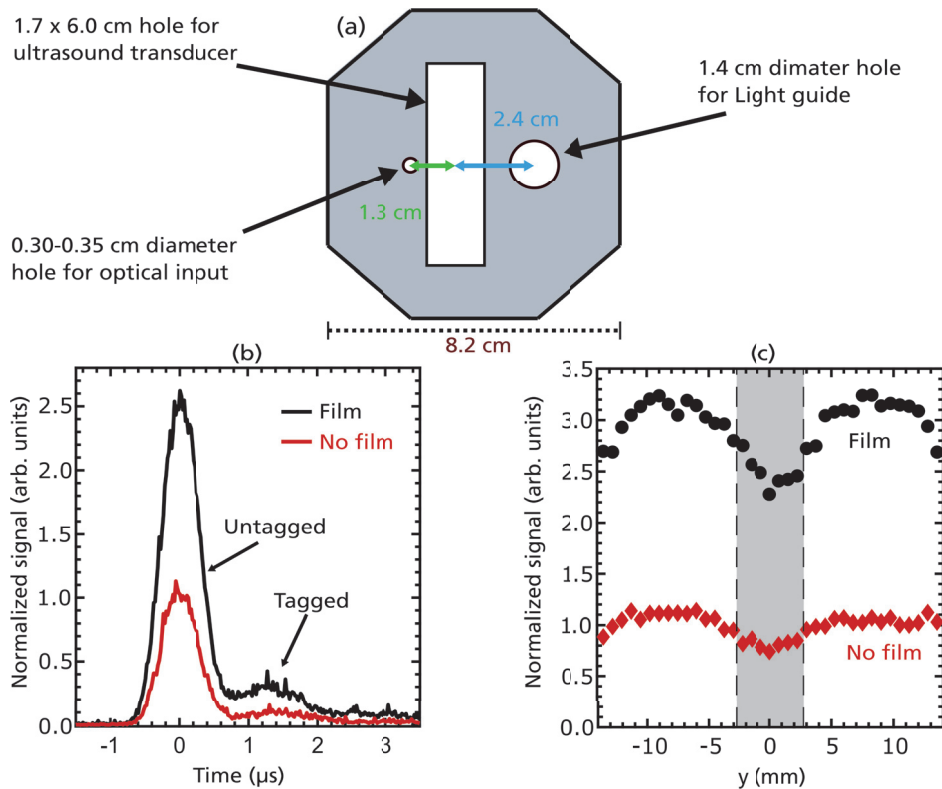 1.7 x 6.0 cm hole for
ultrasound transducer
(a)
1.4 cm dimater hole
for Light guide
2.4 cm
1.3 cm
0.30-0.35 cm diameter
hole for optical input
8.2 cm
(b)
Normalized signal (arb. units)
2.5
2.0
1.5
1.0
0.5
0.0
Film
No film
Untagged
Tagged
-1 0 1 2 3
Time (µs)
(c)
Normalized signal (arb. units)
3.5
3.0
2.5
2.0
1.5
1.0
0.5
0.0
Film
No film
-10 -5 0 5 10
y (mm)